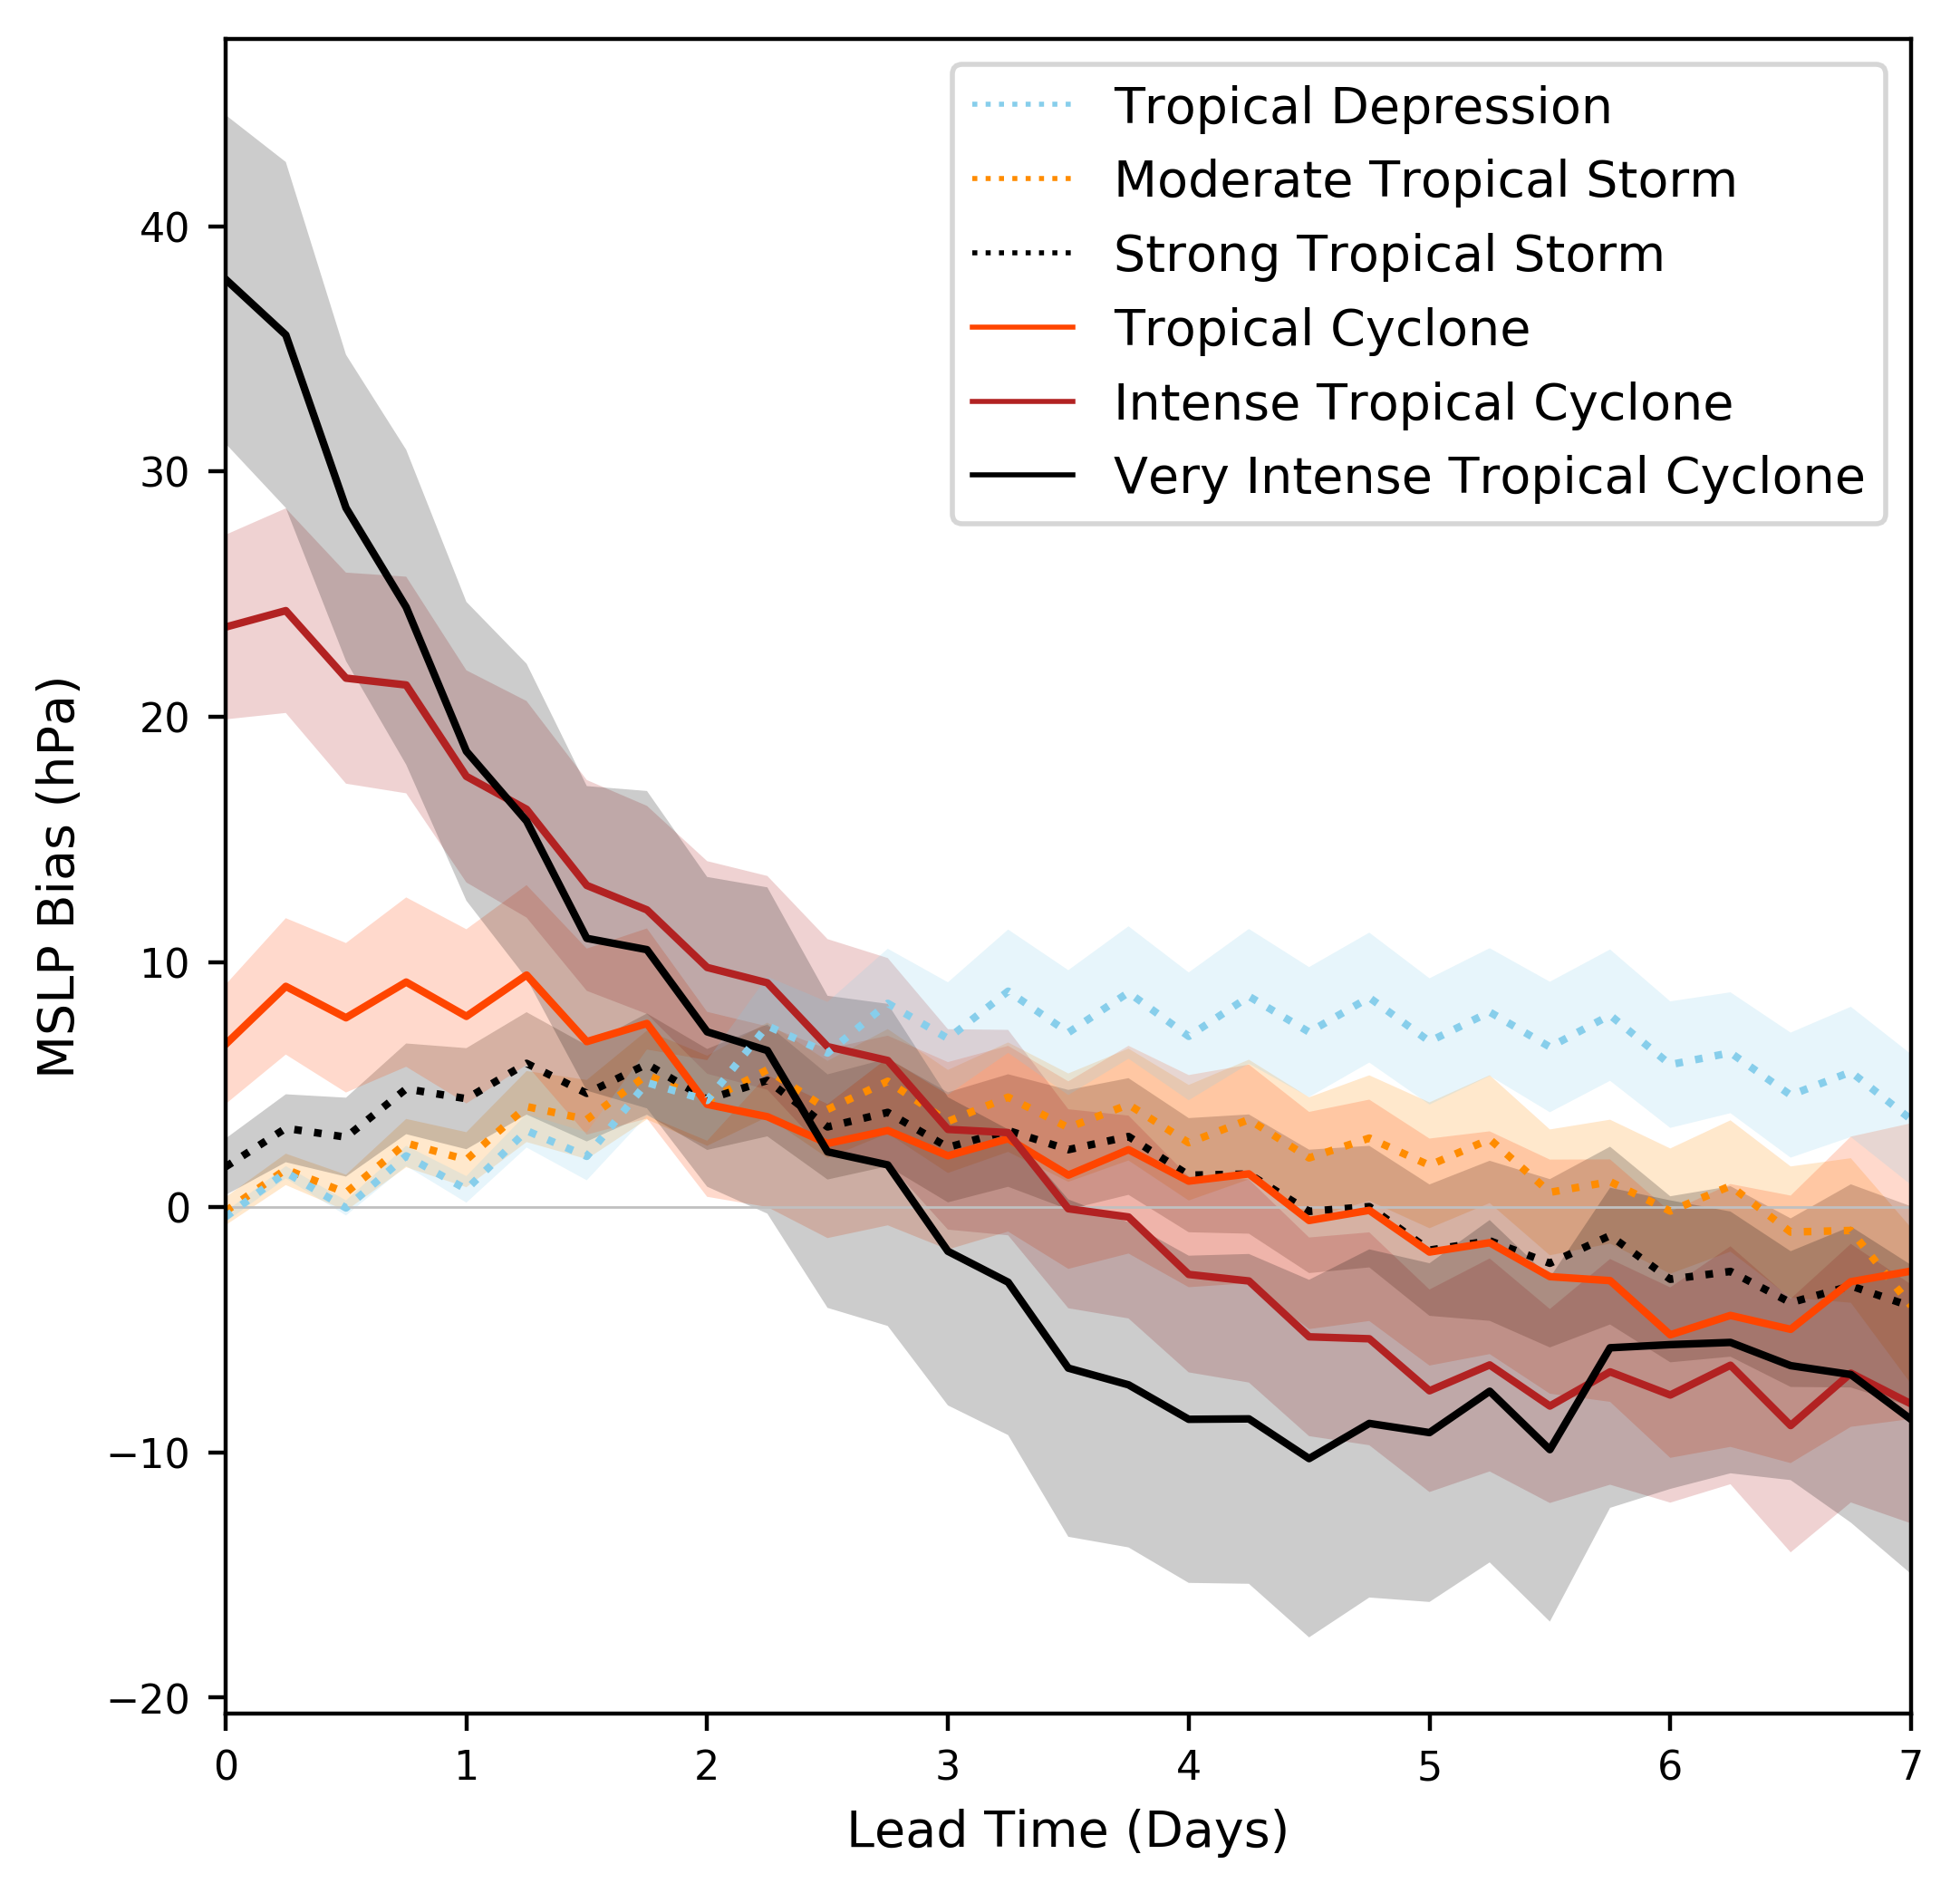 Tropical Depression
Moderate Tropical Storm
Strong Tropical Storm
Tropical Cyclone
Intense Tropical Cyclone
Very Intense Tropical Cyclone
MSLP Bias (hPa)
40
30
20
10
0
−10
−20
0 1 2 3 4 5 6 7
Lead Time (Days)